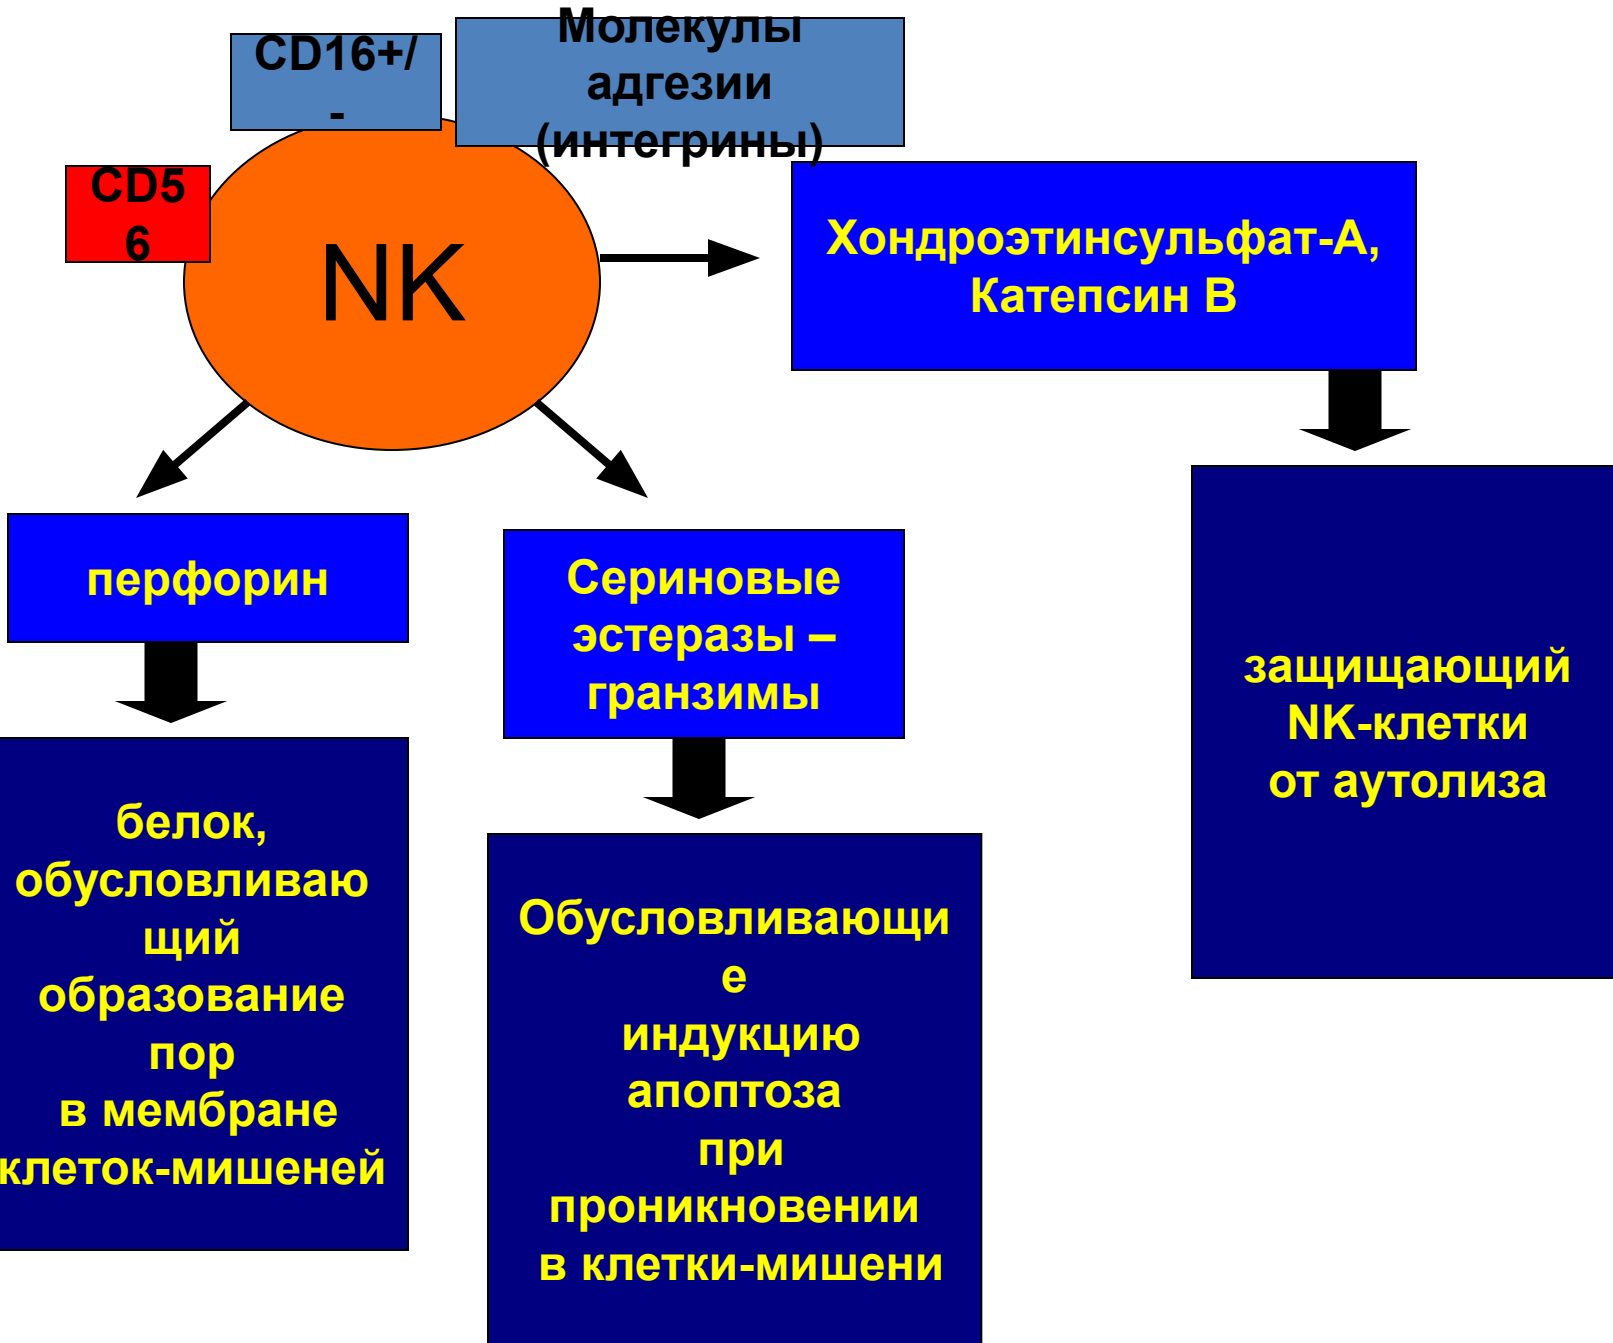 CD16+/
-
Молекулы
адгезии
(интегрины)
CD5
6
NK
Хондроэтинсульфат-А,
Катепсин В
перфорин
Сериновые
эстеразы –
гранзимы
защищающий
NK-клетки
от аутолиза
белок,
обусловливаю
щий
образование
пор
в мембране
клеток-мишеней
Обусловливающи
е
индукцию
апоптоза
при
проникновении
в клетки-мишени